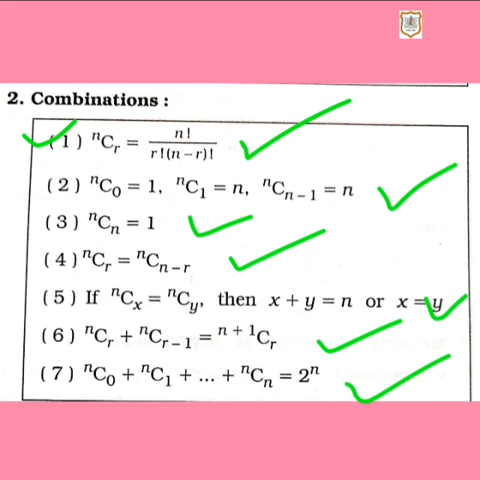 2. Combinations :
(1) ⁿCᵣ = n! / r!(n – r)!
(2) ⁿC₀ = 1, ⁿC₁ = n, ⁿCₙ₋₁ = n
(3) ⁿCₙ = 1
(4) ⁿCᵣ = ⁿCₙ₋ᵣ
(5) If ⁿCₓ = ⁿC_y, then x + y = n or x = y
(6) ⁿCᵣ + ⁿCᵣ₋₁ = ⁿ⁺¹Cᵣ
(7) ⁿC₀ + ⁿC₁ + ... + ⁿCₙ = 2ⁿ